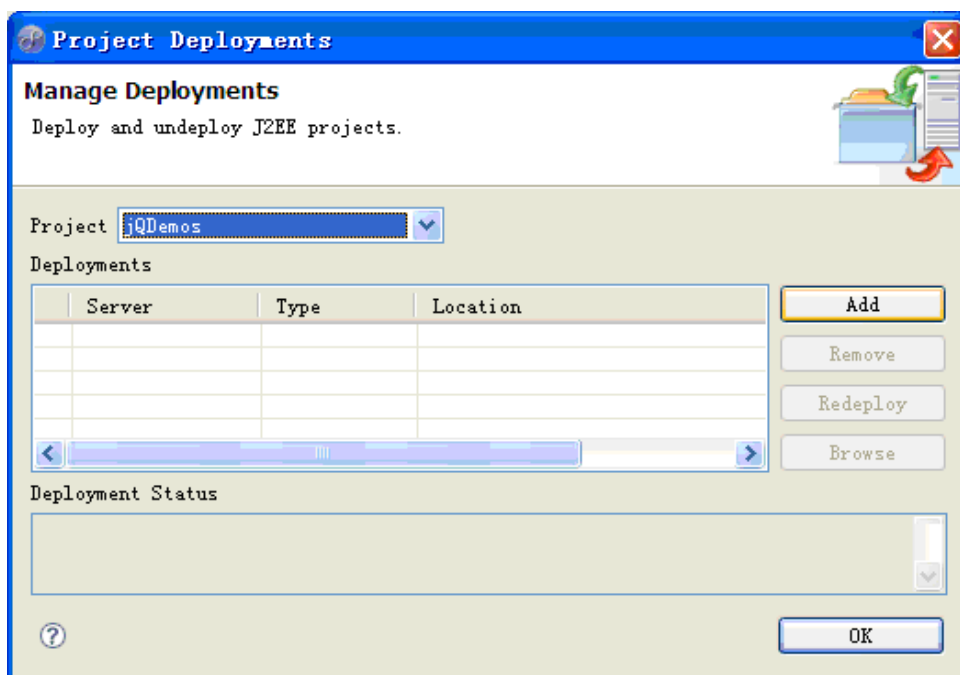 Project Deployments
Manage Deployments
Deploy and undeploy J2EE projects.
Project jQDemos
Deployments
Server Type Location
Add
Remove
Redeploy
Browse
Deployment Status
?
OK